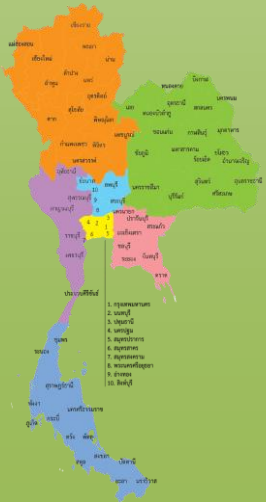 เชียงราย
แม่ฮ่องสอน
พะเยา
เชียงใหม่
น่าน
ลำปาง
ลำพูน
แพร่
อุตรดิตถ์
สุโขทัย
ตาก
พิษณุโลก
กำแพงเพชร
พิจิตร
เพชรบูรณ์
นครสวรรค์
บึงกาฬ
หนองคาย
เลย
อุดรธานี
นครพนม
สกลนคร
หนองบัวลำภู
ขอนแก่น
กาฬสินธุ์
มุกดาหาร
ชัยภูมิ
มหาสารคาม
ร้อยเอ็ด
ยโสธร
อำนาจเจริญ
นครราชสีมา
บุรีรัมย์
สุรินทร์
ศรีสะเกษ
อุบลราชธานี
อุทัยธานี
ชัยนาท
ลพบุรี
10
สุพรรณบุรี
9
สระบุรี
กาญจนบุรี
8
นครนายก
4
2
3
ปราจีนบุรี
1
สระแก้ว
ราชบุรี
6
5
ฉะเชิงเทรา
7
ชลบุรี
เพชรบุรี
ระยอง
จันทบุรี
ตราด
ประจวบคีรีขันธ์
1. กรุงเทพมหานคร
2. นนทบุรี
3. ปทุมธานี
4. นครปฐม
5. สมุทรปราการ
6. สมุทรสาคร
7. สมุทรสงคราม
8. พระนครศรีอยุธยา
9. อ่างทอง
10. สิงห์บุรี
ชุมพร
ระนอง
สุราษฎร์ธานี
พังงา
นครศรีธรรมราช
กระบี่
ภูเก็ต
ตรัง
พัทลุง
สตูล
สงขลา
ปัตตานี
ยะลา
นราธิวาส